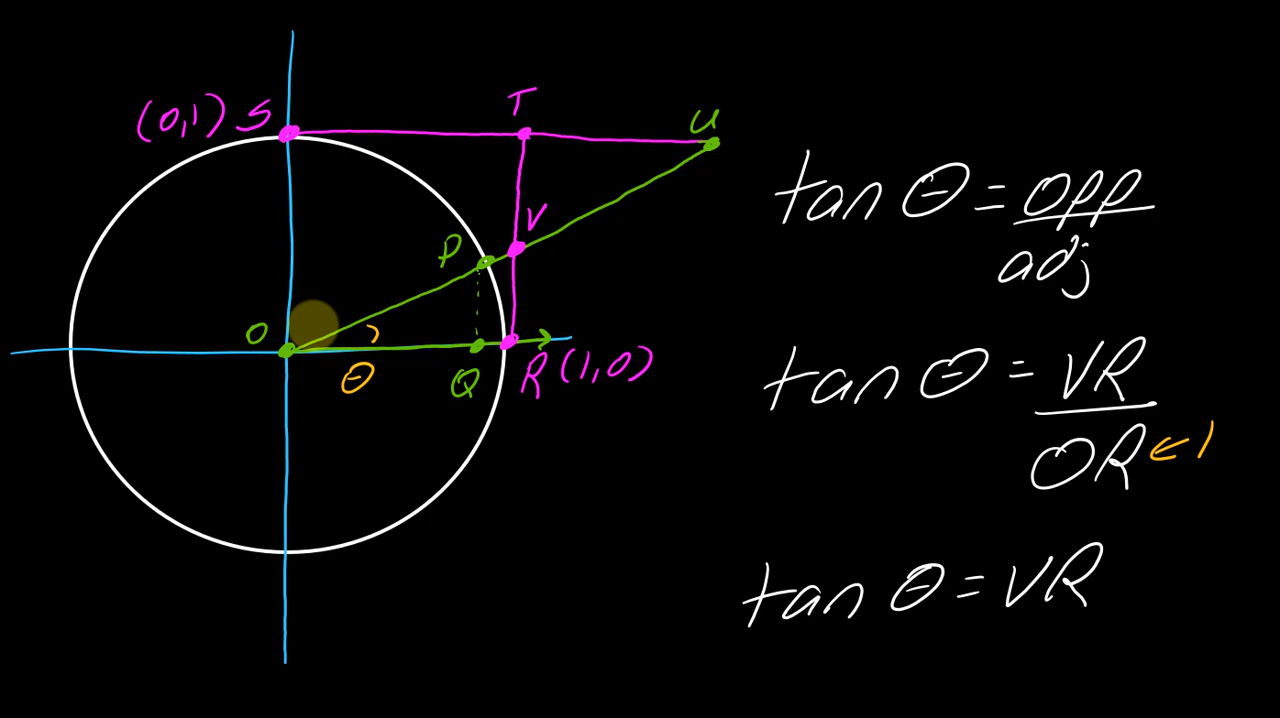 (0,1) S
T
U
V
P
O
θ
Q
R (1,0)
tan θ = opp
adj
tan θ = VR
OR ← 1
tan θ = VR